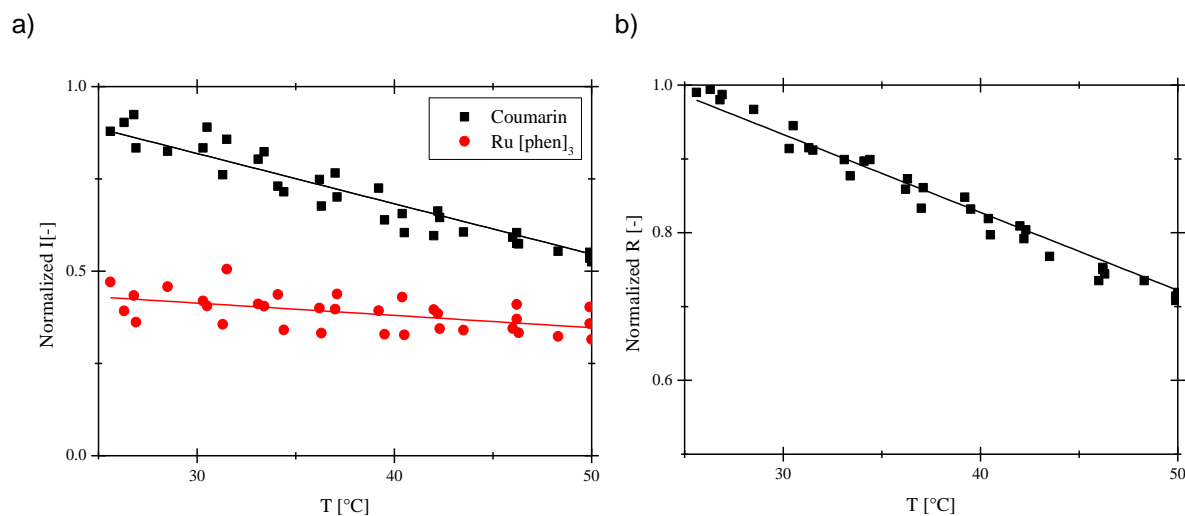 a)
1.0
0.5
0.0
Normalized I[-]
Coumarin
Ru [phen]₃
30
40
50
T [°C]
b)
1.0
0.8
0.6
Normalized R [-]
30
40
50
T [°C]